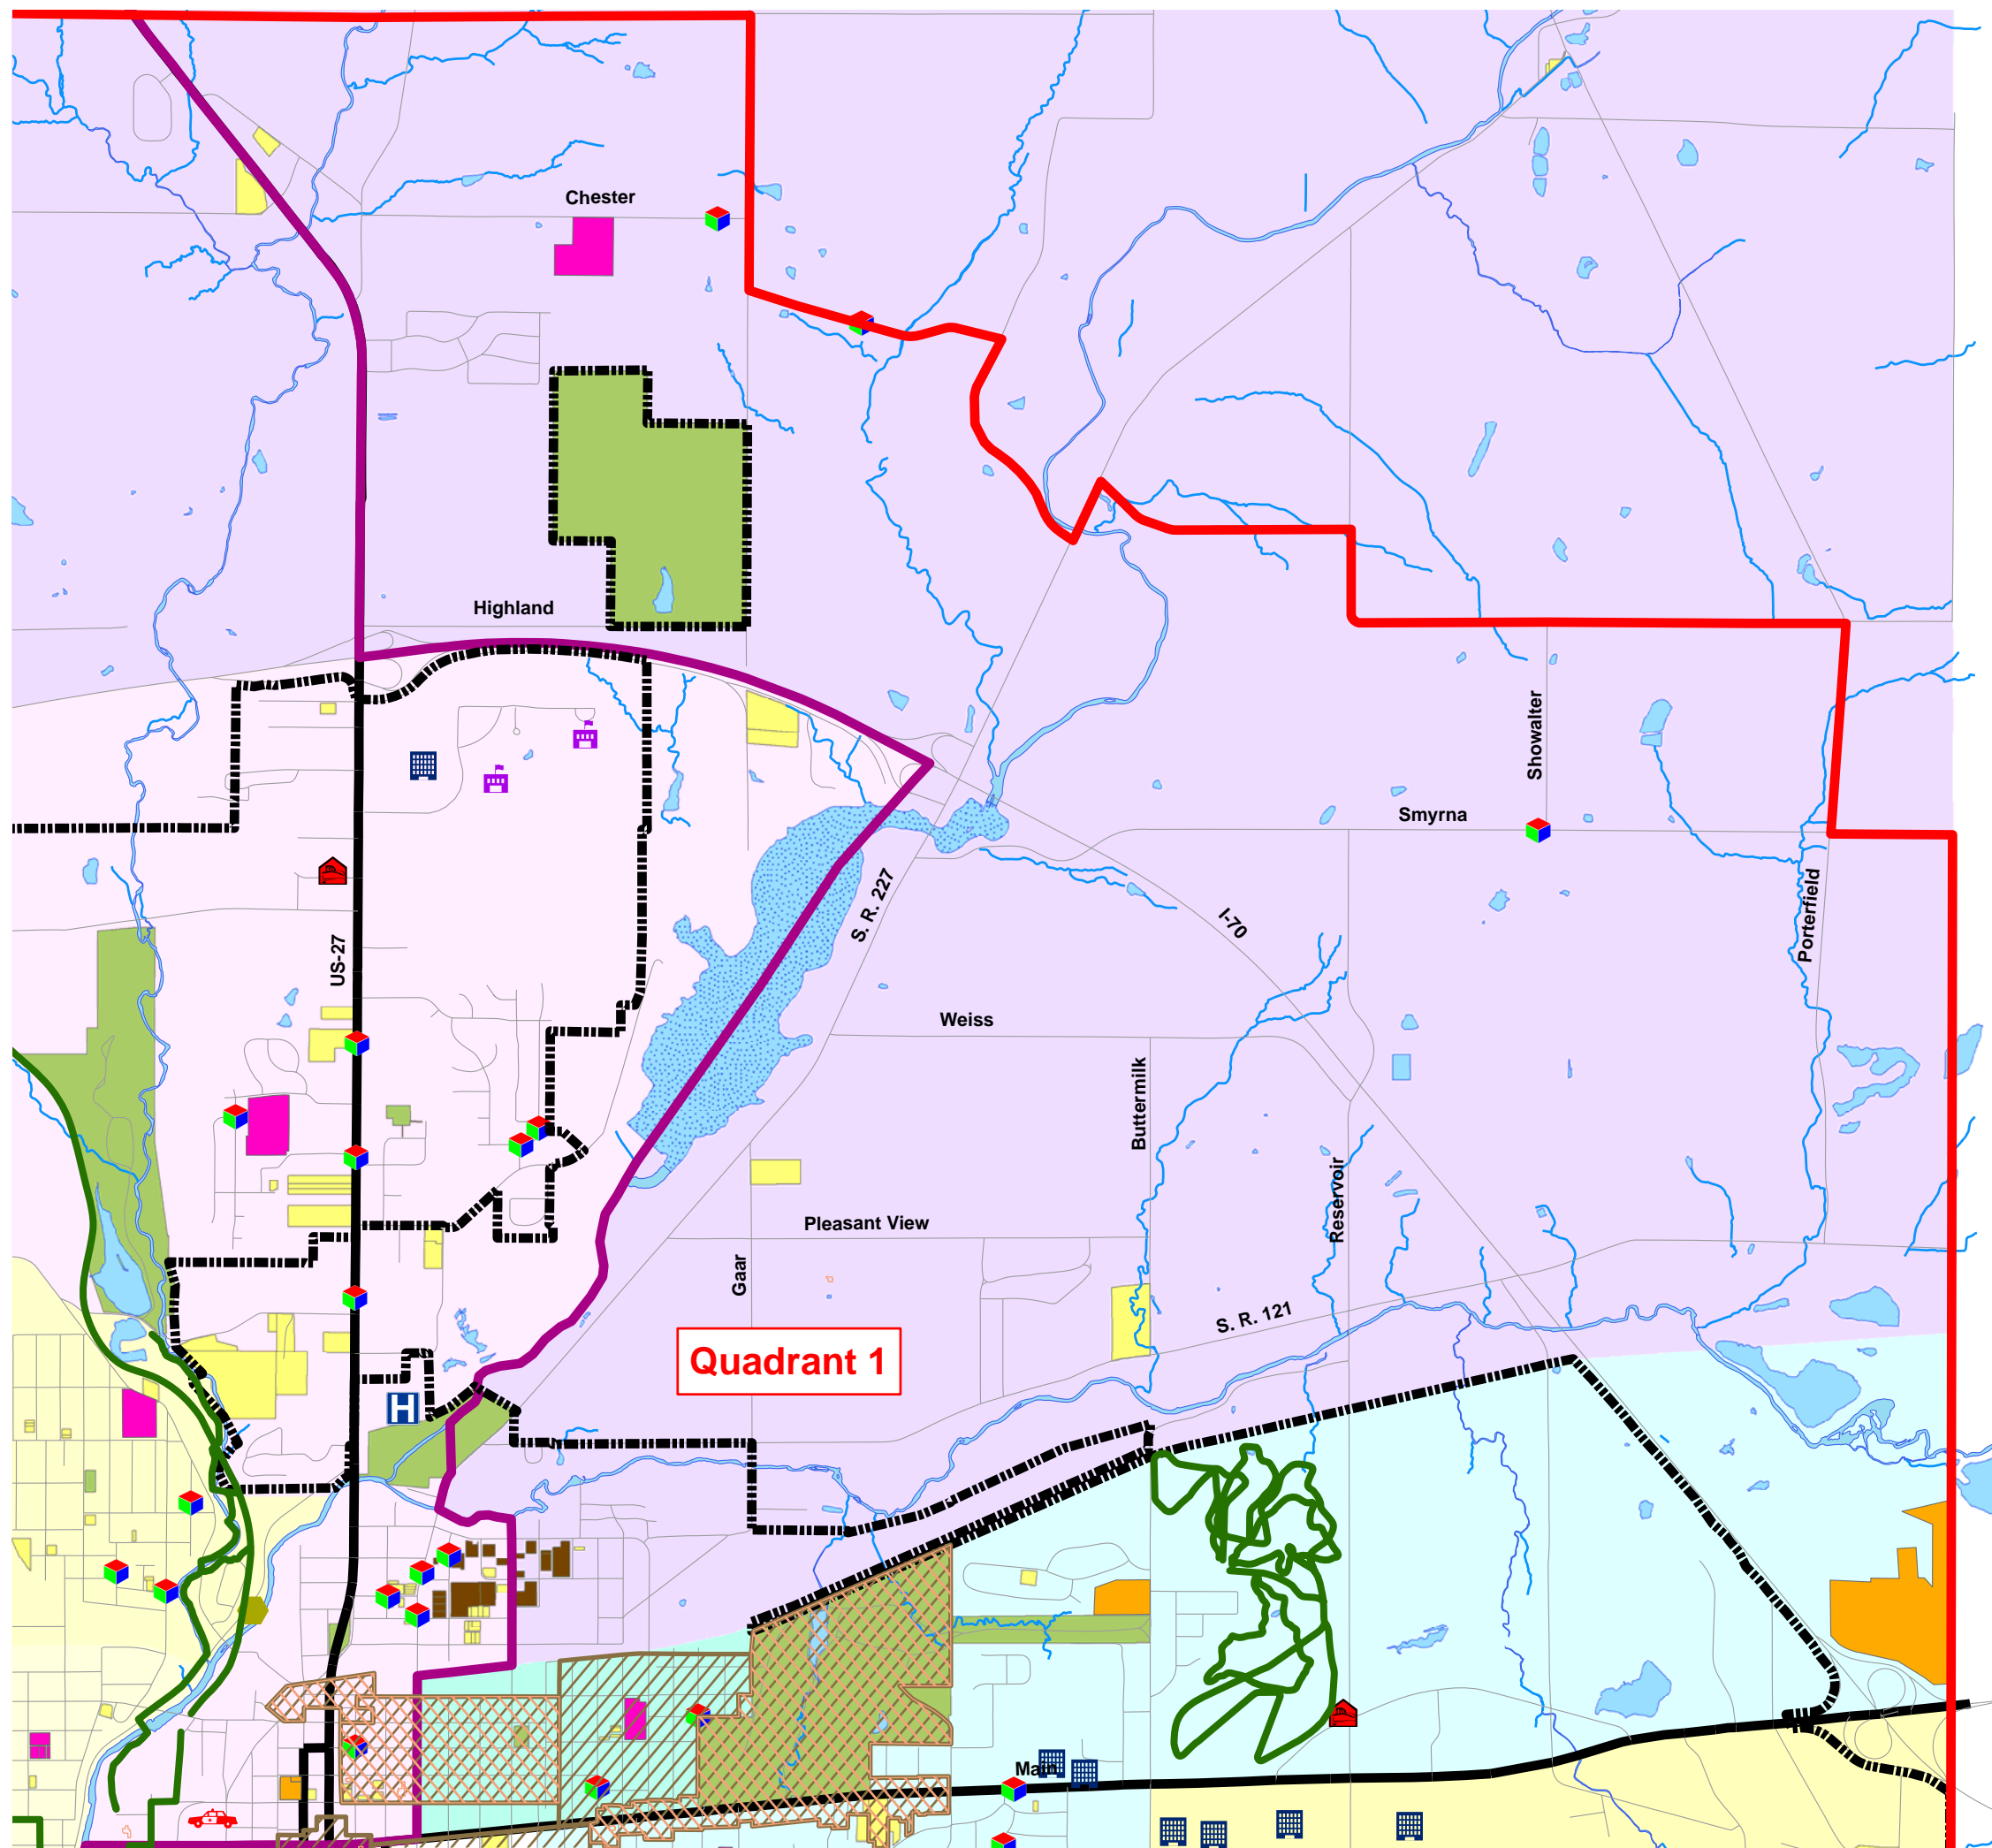 Chester
Highland
Showalter
Smyrna
S. R. 227
I-70
Porterfield
US-27
Weiss
Buttermilk
Reservoir
Pleasant View
Gaar
S. R. 121
Quadrant 1
H
Main